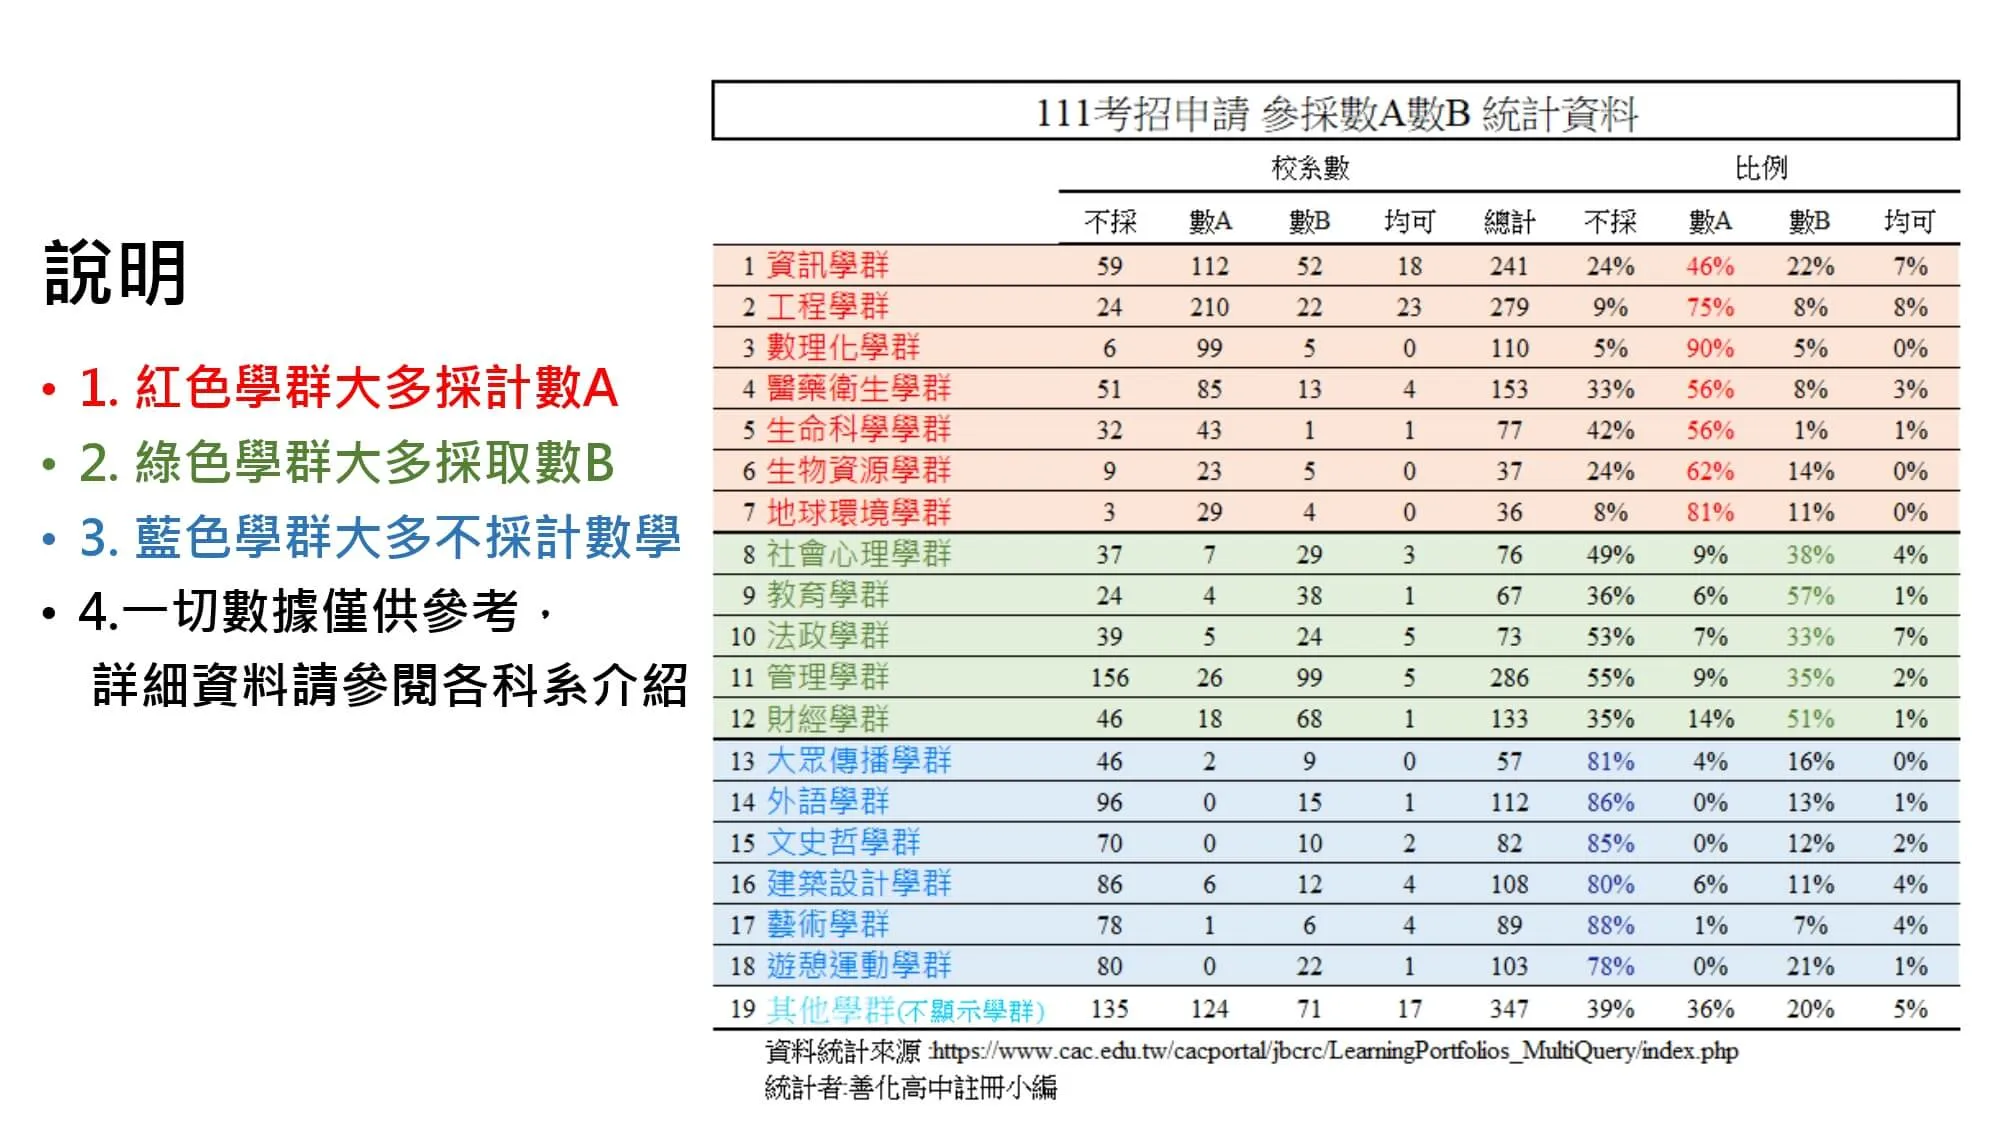 說明
• 1. 紅色學群大多採計數A
• 2. 綠色學群大多採取數B
• 3. 藍色學群大多不採計數學
• 4.一切數據僅供參考，
詳細資料請參閱各科系介紹
111考招申請 參採數A數B 統計資料
校系數 比例
不採 數A 數B 均可 總計 不採 數A 數B 均可
1 資訊學群 59 112 52 18 241 24% 46% 22% 7%
2 工程學群 24 210 22 23 279 9% 75% 8% 8%
3 數理化學群 6 99 5 0 110 5% 90% 5% 0%
4 醫藥衛生學群 51 85 13 4 153 33% 56% 8% 3%
5 生命科學學群 32 43 1 1 77 42% 56% 1% 1%
6 生物資源學群 9 23 5 0 37 24% 62% 14% 0%
7 地球環境學群 3 29 4 0 36 8% 81% 11% 0%
8 社會心理學群 37 7 29 3 76 49% 9% 38% 4%
9 教育學群 24 4 38 1 67 36% 6% 57% 1%
10 法政學群 39 5 24 5 73 53% 7% 33% 7%
11 管理學群 156 26 99 5 286 55% 9% 35% 2%
12 財經學群 46 18 68 1 133 35% 14% 51% 1%
13 大眾傳播學群 46 2 9 0 57 81% 4% 16% 0%
14 外語學群 96 0 15 1 112 86% 0% 13% 1%
15 文史哲學群 70 0 10 2 82 85% 0% 12% 2%
16 建築設計學群 86 6 12 4 108 80% 6% 11% 4%
17 藝術學群 78 1 6 4 89 88% 1% 7% 4%
18 遊憩運動學群 80 0 22 1 103 78% 0% 21% 1%
19 其他學群(不顯示學群) 135 124 71 17 347 39% 36% 20% 5%
資料統計來源:https://www.cac.edu.tw/cacportal/jbcrc/LearningPortfolios_MultiQuery/index.php
統計者:善化高中註冊小編